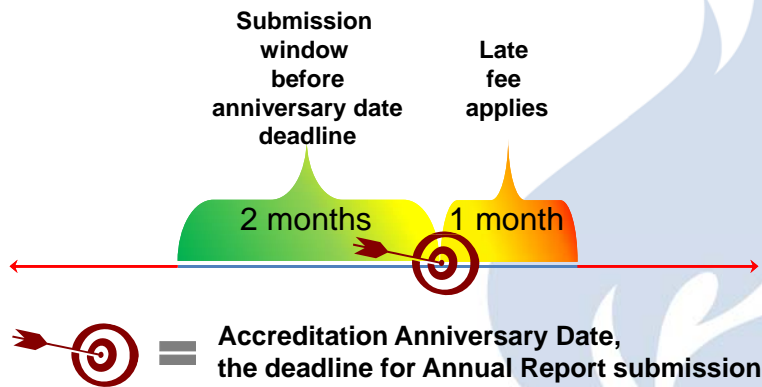 Submission
window
before
anniversary date
deadline
Late
fee
applies
2 months
1 month
Accreditation Anniversary Date,
the deadline for Annual Report submission